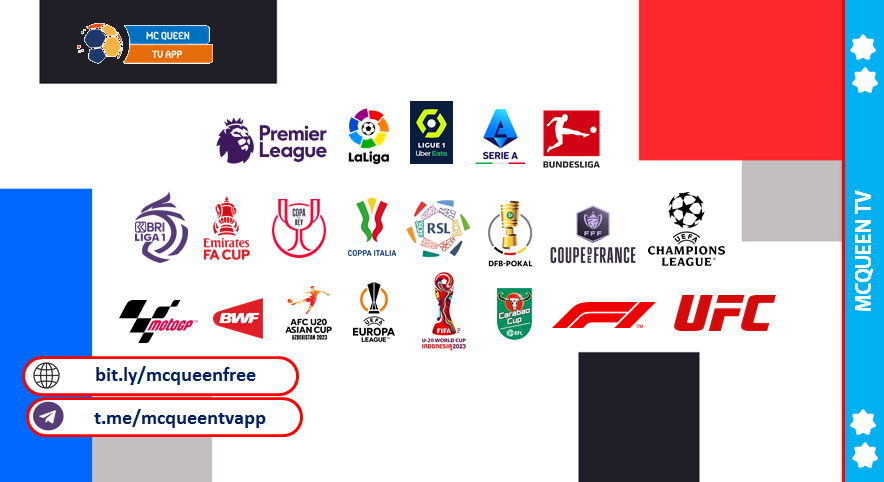 MC QUEEN
TV APP
Premier
League
LaLiga
LIGUE 1
Uber Eats
SERIE A
BUNDESLIGA
BRI
LIGA 1
Emirates
FA CUP
COPA
DEL
REY
COPPA ITALIA
RSL
DFB-POKAL
FFF
COUPE DE FRANCE
UEFA
CHAMPIONS
LEAGUE
motoGP™
BWF
AFC U20
ASIAN CUP
UZBEKISTAN 2023
UEFA
EUROPA
LEAGUE
FIFA
U-20 WORLD CUP
INDONESIA 2023
Carabao
Cup
EFL
F1™
UFC
bit.ly/mcqueenfree
t.me/mcqueentvapp
MCQUEEN TV